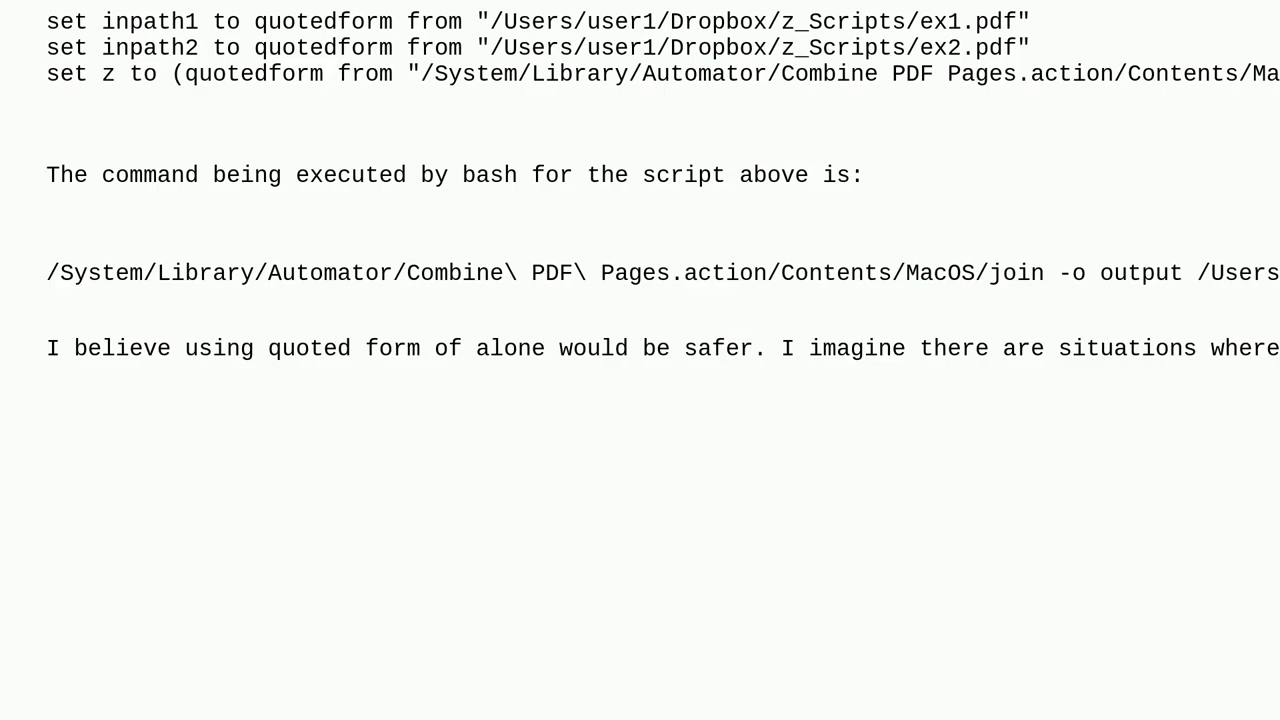 set inpath1 to quotedform from "/Users/user1/Dropbox/z_Scripts/ex1.pdf"
set inpath2 to quotedform from "/Users/user1/Dropbox/z_Scripts/ex2.pdf"
set z to (quotedform from "/System/Library/Automator/Combine PDF Pages.action/Contents/Ma
The command being executed by bash for the script above is:
/System/Library/Automator/Combine\ PDF\ Pages.action/Contents/MacOS/join -o output /Users
I believe using quoted form of alone would be safer. I imagine there are situations where